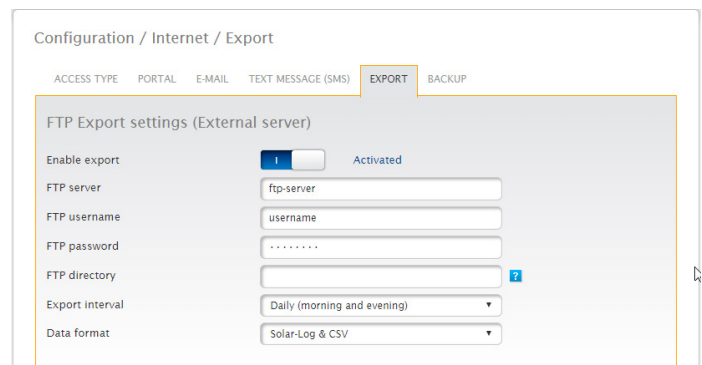 Configuration / Internet / Export
ACCESS TYPE PORTAL E-MAIL TEXT MESSAGE (SMS) EXPORT BACKUP
FTP Export settings (External server)
Enable export I Activated
FTP server ftp-server
FTP username username
FTP password ········
FTP directory ?
Export interval Daily (morning and evening)
Data format Solar-Log & CSV